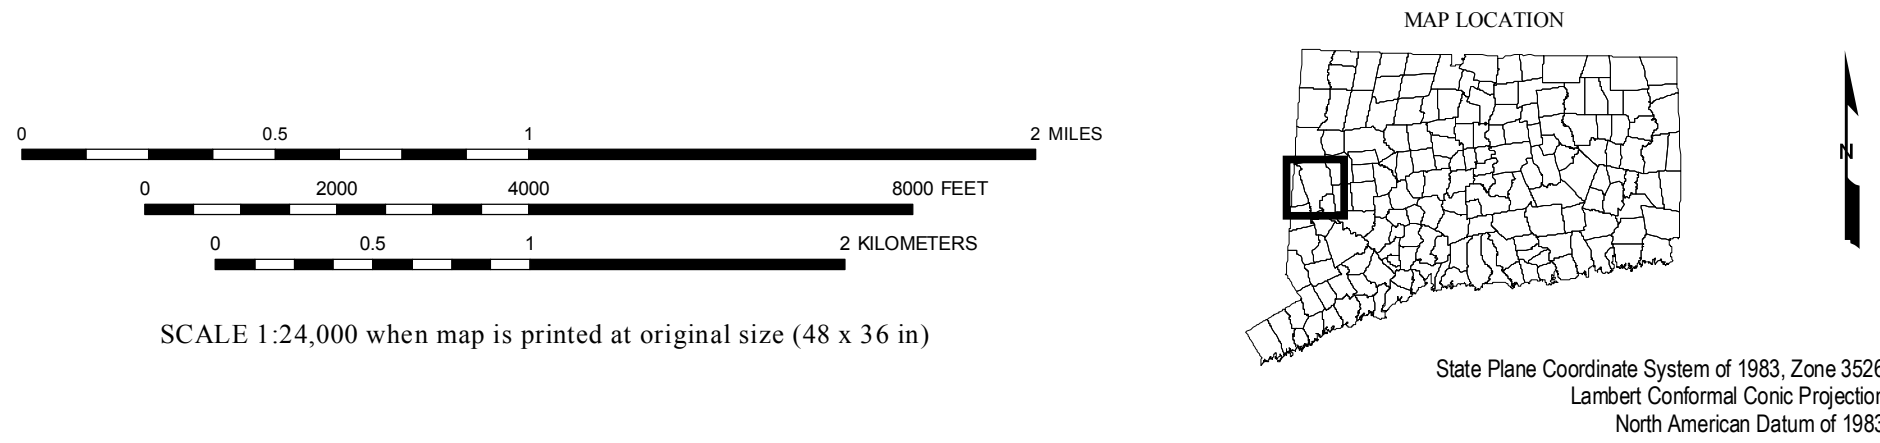 MAP LOCATION
0 0.5 1 2 MILES
0 2000 4000 8000 FEET
0 0.5 1 2 KILOMETERS
SCALE 1:24,000 when map is printed at original size (48 x 36 in)
N
State Plane Coordinate System of 1983, Zone 3526
Lambert Conformal Conic Projection
North American Datum of 1983